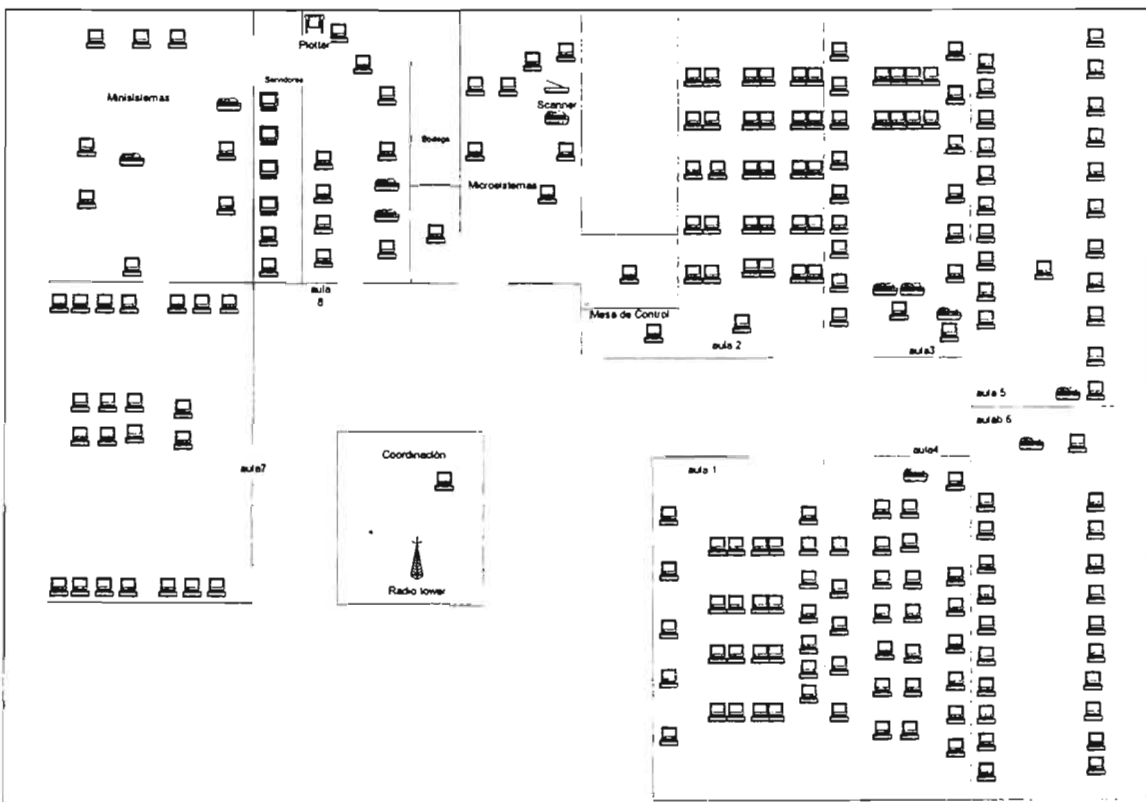 Plotter
Servidores
Minisistemas
Scanner
Bodega
Microsistemas
aula
8
Mesa de Control
aula 2
aula3
aula 5
aulab 6
aula7
Coordinación
aula 1
aula4
Radio tower